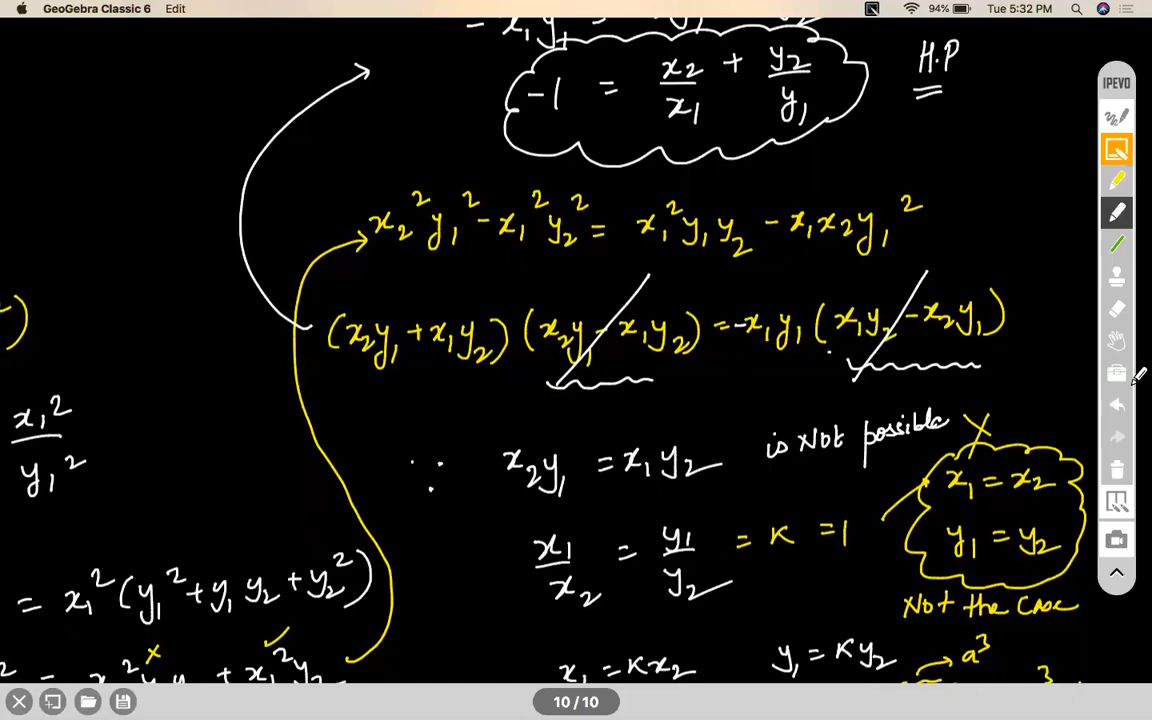 GeoGebra Classic 6 Edit 94% Tue 5:32 PM
IPEVO
-1 = x₂/x₁ + y₂/y₁ H.P
x₂²y₁² - x₁²y₂² = x₁²y₁y₂ - x₁x₂y₁²
(x₂y₁ + x₁y₂) (x₂y₁ - x₁y₂) = -x₁y₁ (x₁y₂ - x₂y₁)
x₁²/y₁²
∵ x₂y₁ = x₁y₂ is Not possible X
x₁ = x₂
x₁/x₂ = y₁/y₂ = K = 1
y₁ = y₂
Not the case
= x₁² (y₁² + y₁y₂ + y₂²)
x₁ = Kx₂ y₁ = Ky₂ → a³
10 / 10